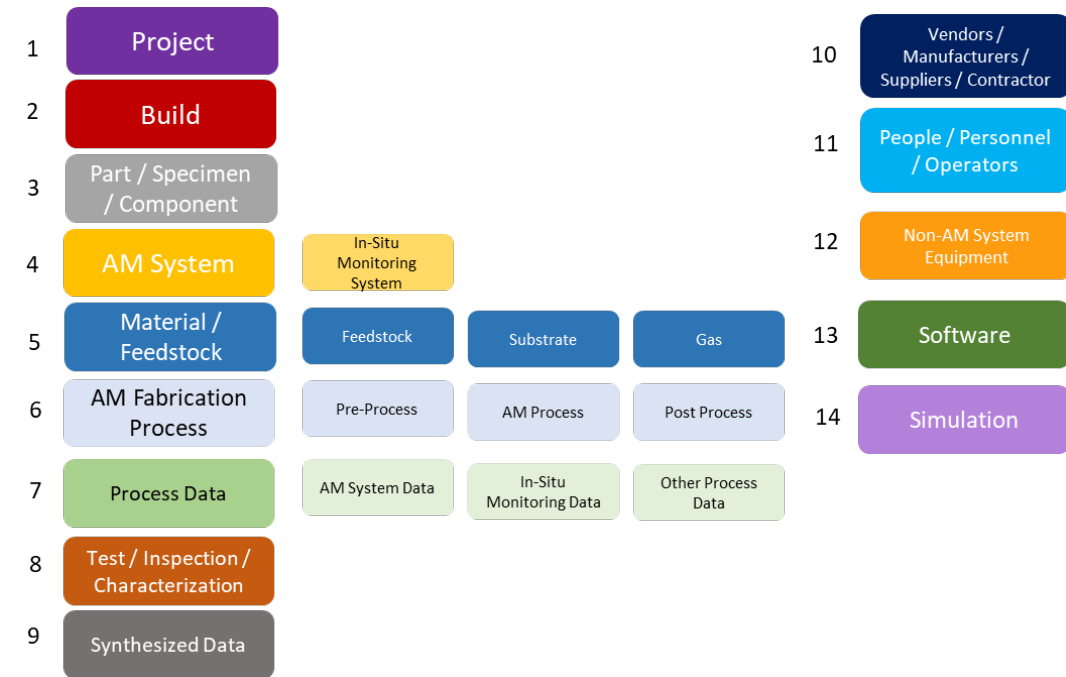 1
Project
2
Build
3
Part / Specimen
/ Component
4
AM System
In-Situ
Monitoring
System
5
Material /
Feedstock
Feedstock
Substrate
Gas
6
AM Fabrication
Process
Pre-Process
AM Process
Post Process
7
Process Data
AM System Data
In-Situ
Monitoring Data
Other Process
Data
8
Test / Inspection /
Characterization
9
Synthesized Data
10
Vendors /
Manufacturers /
Suppliers / Contractor
11
People / Personnel
/ Operators
12
Non-AM System
Equipment
13
Software
14
Simulation